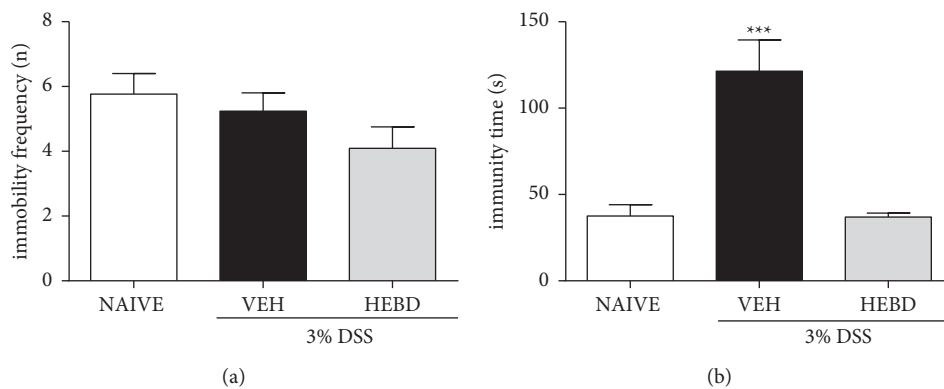 immobility frequency (n)
8
6
4
2
0
NAIVE VEH HEBD
3% DSS
(a)
immunity time (s)
150
100
50
0
***
NAIVE VEH HEBD
3% DSS
(b)